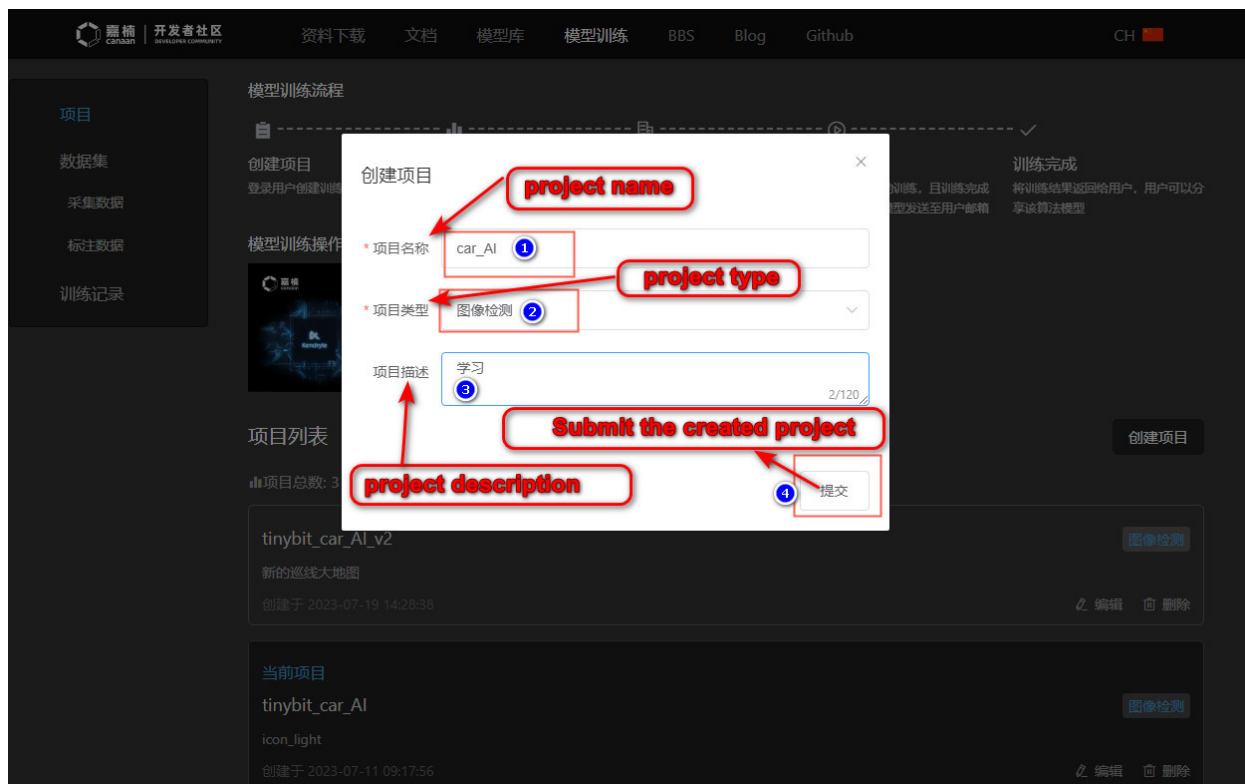 嘉楠 开发者社区
canaan DEVELOPER COMMUNITY
资料下载 文档 模型库 模型训练 BBS Blog Github CH
项目
数据集
采集数据
标注数据
训练记录
模型训练流程
创建项目
登录用户创建训练
训练完成
训练，且训练完成
模型发送至用户邮箱
将训练结果返回给用户，用户可以分
享该算法模型
模型训练操作
嘉楠
canaan
K
Kendryte
创建项目
project name
* 项目名称 car_AI 1
project type
* 项目类型 图像检测 2
项目描述 学习
3
2/120
Submit the created project
project description
4 提交
项目列表 创建项目
项目总数: 3
tinybit_car_AI_v2 图像检测
新的巡线大地图
创建于 2023-07-19 14:28:38 编辑 删除
当前项目
tinybit_car_AI 图像检测
icon_light
创建于 2023-07-11 09:17:56 编辑 删除